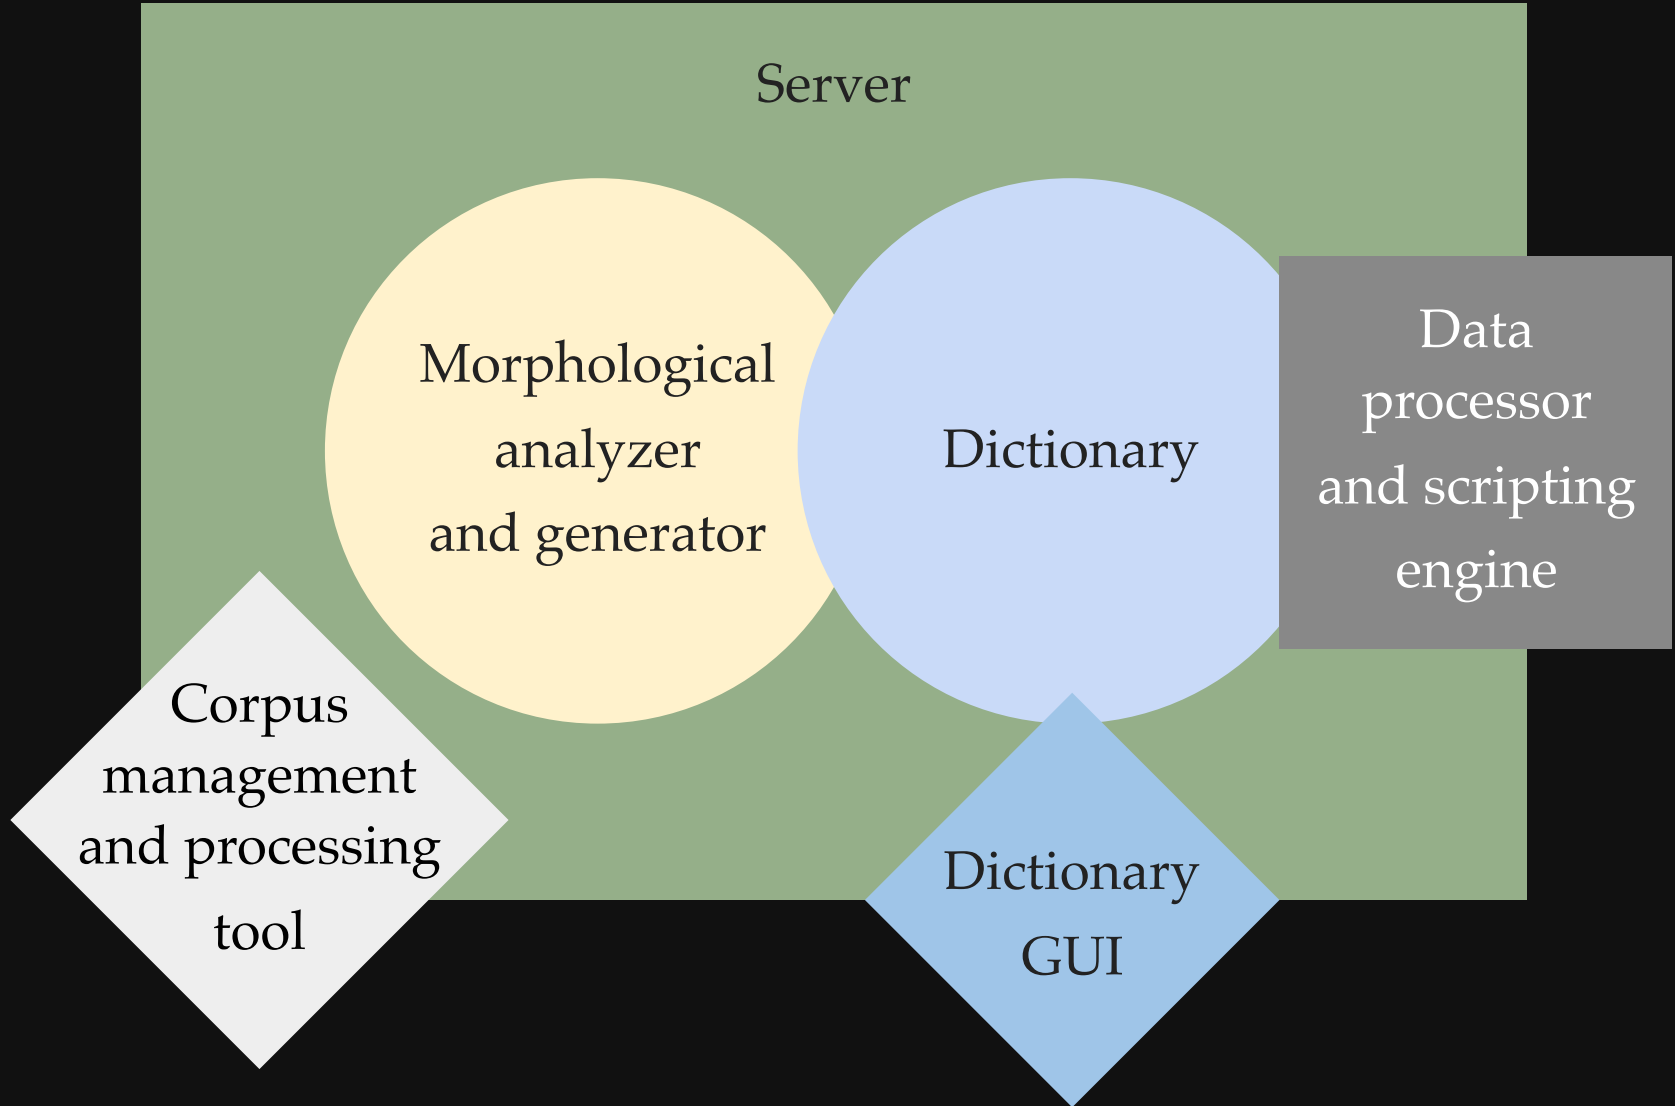 Server
Morphological
analyzer
and generator
Dictionary
Data
processor
and scripting
engine
Corpus
management
and processing
tool
Dictionary
GUI